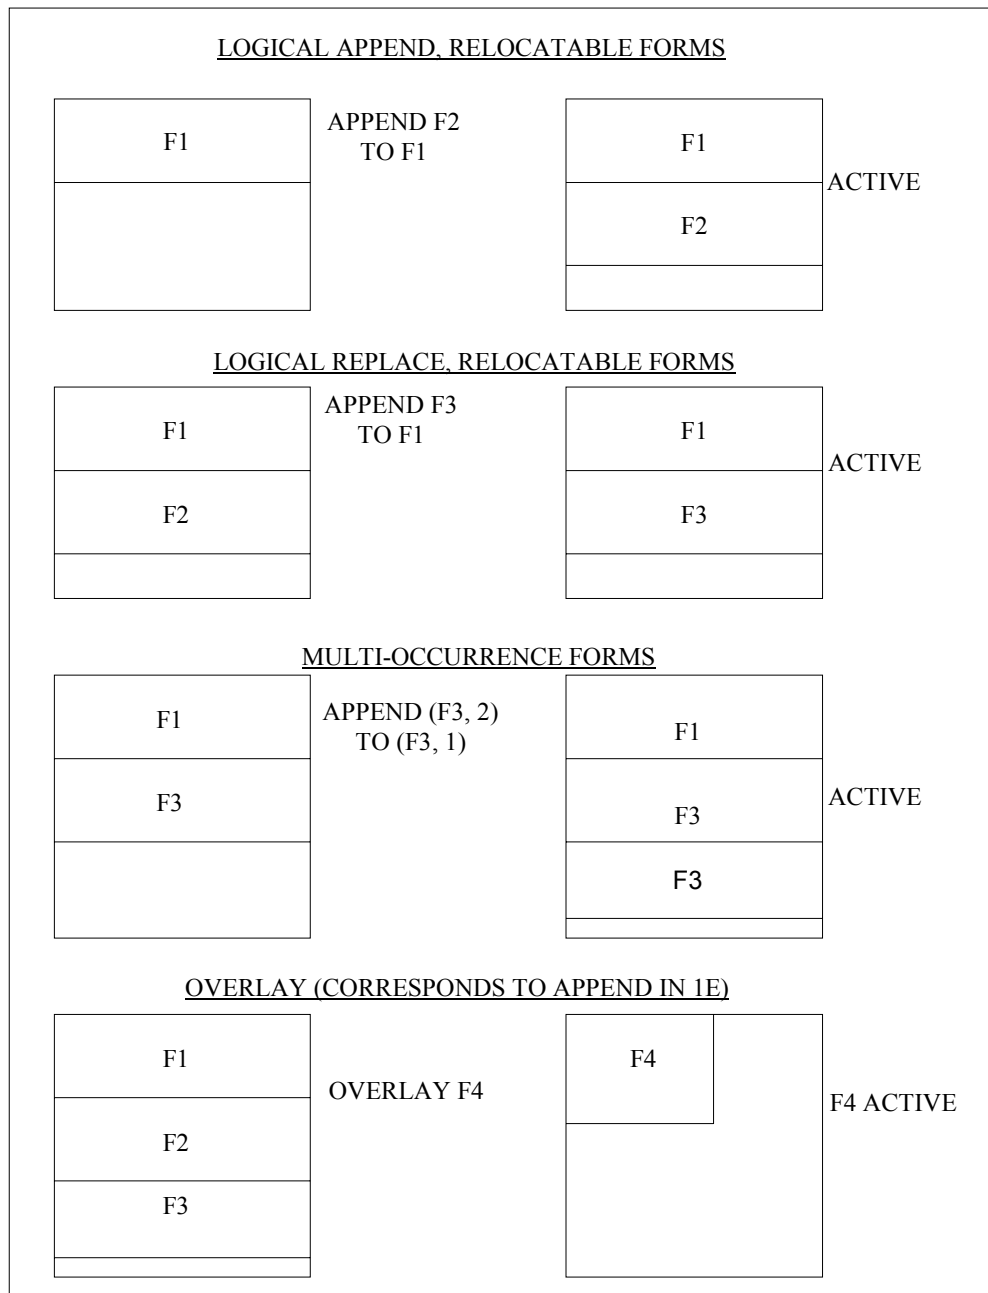 LOGICAL APPEND, RELOCATABLE FORMS
F1
APPEND F2
TO F1
F1
F2
ACTIVE
LOGICAL REPLACE, RELOCATABLE FORMS
F1
F2
APPEND F3
TO F1
F1
F3
ACTIVE
MULTI-OCCURRENCE FORMS
F1
F3
APPEND (F3, 2)
TO (F3, 1)
F1
F3
F3
ACTIVE
OVERLAY (CORRESPONDS TO APPEND IN 1E)
F1
F2
F3
OVERLAY F4
F4
F4 ACTIVE